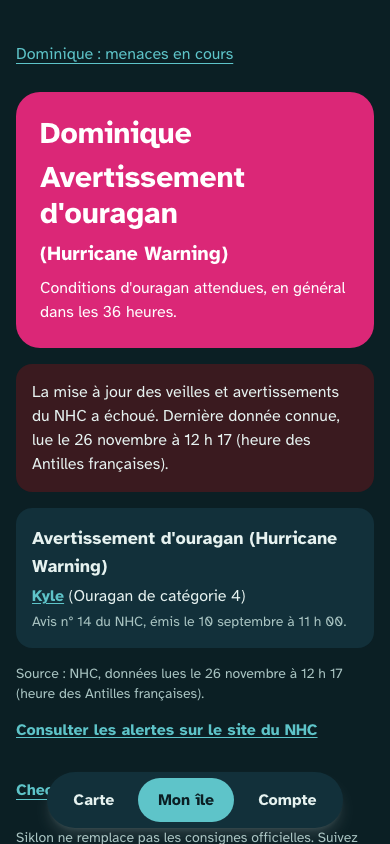 Dominique : menaces en cours
Dominique
Avertissement
d'ouragan
(Hurricane Warning)
Conditions d'ouragan attendues, en général
dans les 36 heures.
La mise à jour des veilles et avertissements
du NHC a échoué. Dernière donnée connue,
lue le 26 novembre à 12 h 17 (heure des
Antilles françaises).
Avertissement d'ouragan (Hurricane
Warning)
Kyle (Ouragan de catégorie 4)
Avis n° 14 du NHC, émis le 10 septembre à 11 h 00.
Source : NHC, données lues le 26 novembre à 12 h 17
(heure des Antilles françaises).
Consulter les alertes sur le site du NHC
Carte
Mon île
Compte
Siklon ne remplace pas les consignes officielles. Suivez